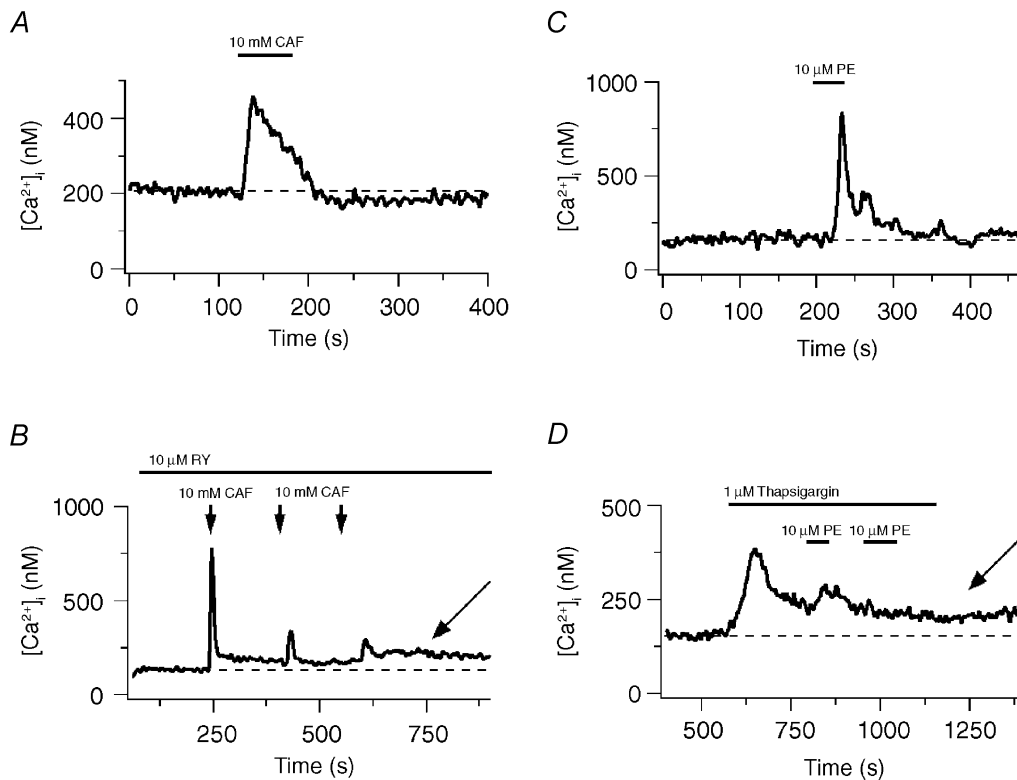 A
10 mM CAF
400
200
0
[Ca²⁺]ᵢ (nM)
0 100 200 300 400
Time (s)
C
10 µM PE
1000
500
0
[Ca²⁺]ᵢ (nM)
0 100 200 300 400
Time (s)
B
10 µM RY
10 mM CAF 10 mM CAF
1000
500
0
[Ca²⁺]ᵢ (nM)
250 500 750
Time (s)
D
1 µM Thapsigargin
10 µM PE 10 µM PE
500
250
0
[Ca²⁺]ᵢ (nM)
500 750 1000 1250
Time (s)